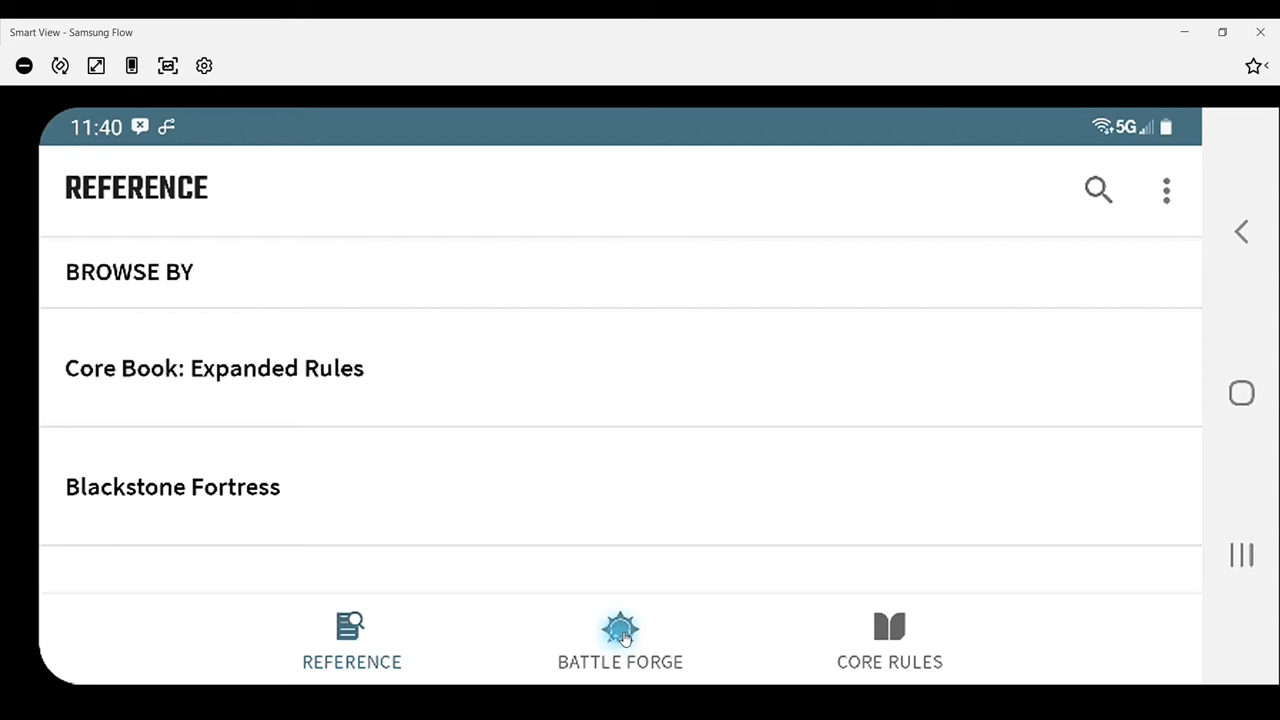 Smart View - Samsung Flow
11:40
5G
REFERENCE
BROWSE BY
Core Book: Expanded Rules
Blackstone Fortress
REFERENCE
BATTLE FORGE
CORE RULES